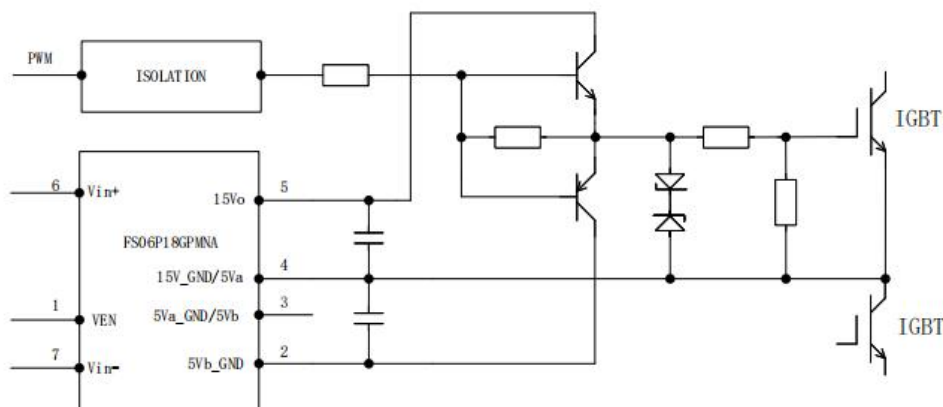 PWM
ISOLATION
IGBT
6
Vin+
5
15Vo
FS06P18GPMNA
4
15V_GND/5Va
3
5Va_GND/5Vb
1
VEN
IGBT
2
5Vb_GND
7
Vin-